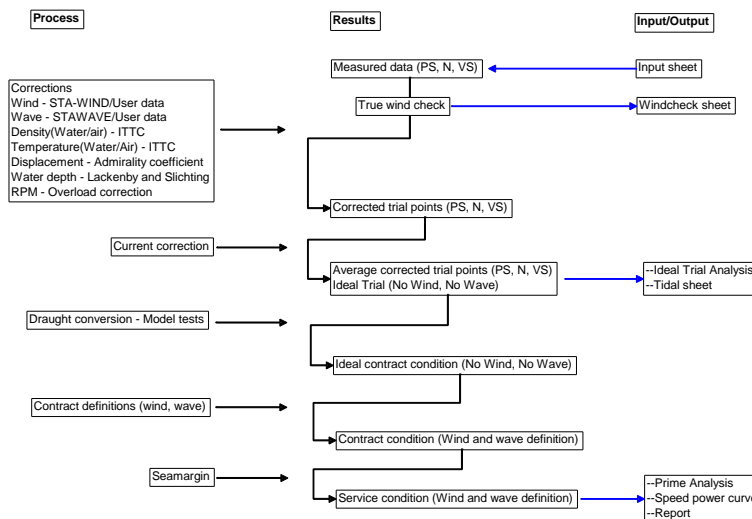 Process
Results
Input/Output
Measured data (PS, N, VS)
Input sheet
True wind check
Windcheck sheet
Corrections
Wind - STA-WIND/User data
Wave - STAWAVE/User data
Density(Water/air) - ITTC
Temperature(Water/Air) - ITTC
Displacement - Admirality coefficient
Water depth - Lackenby and Slichting
RPM - Overload correction
Corrected trial points (PS, N, VS)
Current correction
Average corrected trial points (PS, N, VS)
Ideal Trial (No Wind, No Wave)
--Ideal Trial Analysis
--Tidal sheet
Draught conversion - Model tests
Ideal contract condition (No Wind, No Wave)
Contract definitions (wind, wave)
Contract condition (Wind and wave definition)
Seamargin
Service condition (Wind and wave definition)
--Prime Analysis
--Speed power curve
--Report